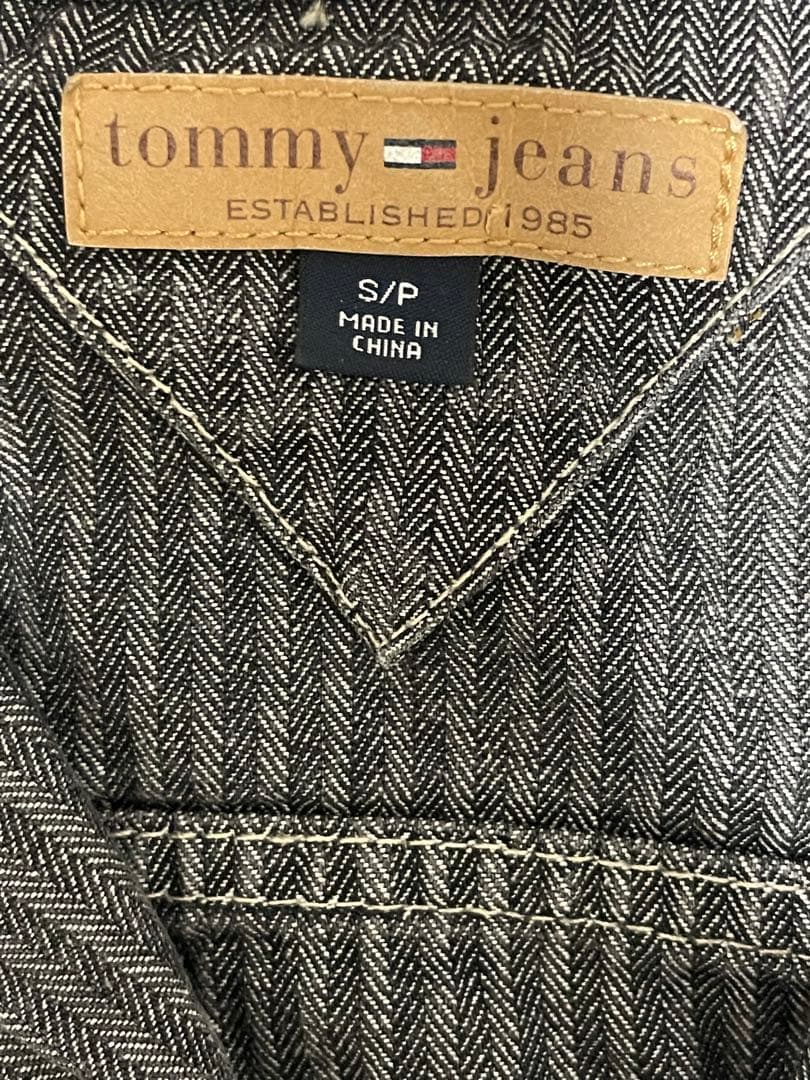 tommy jeans
ESTABLISHED 1985
S/P
MADE IN
CHINA